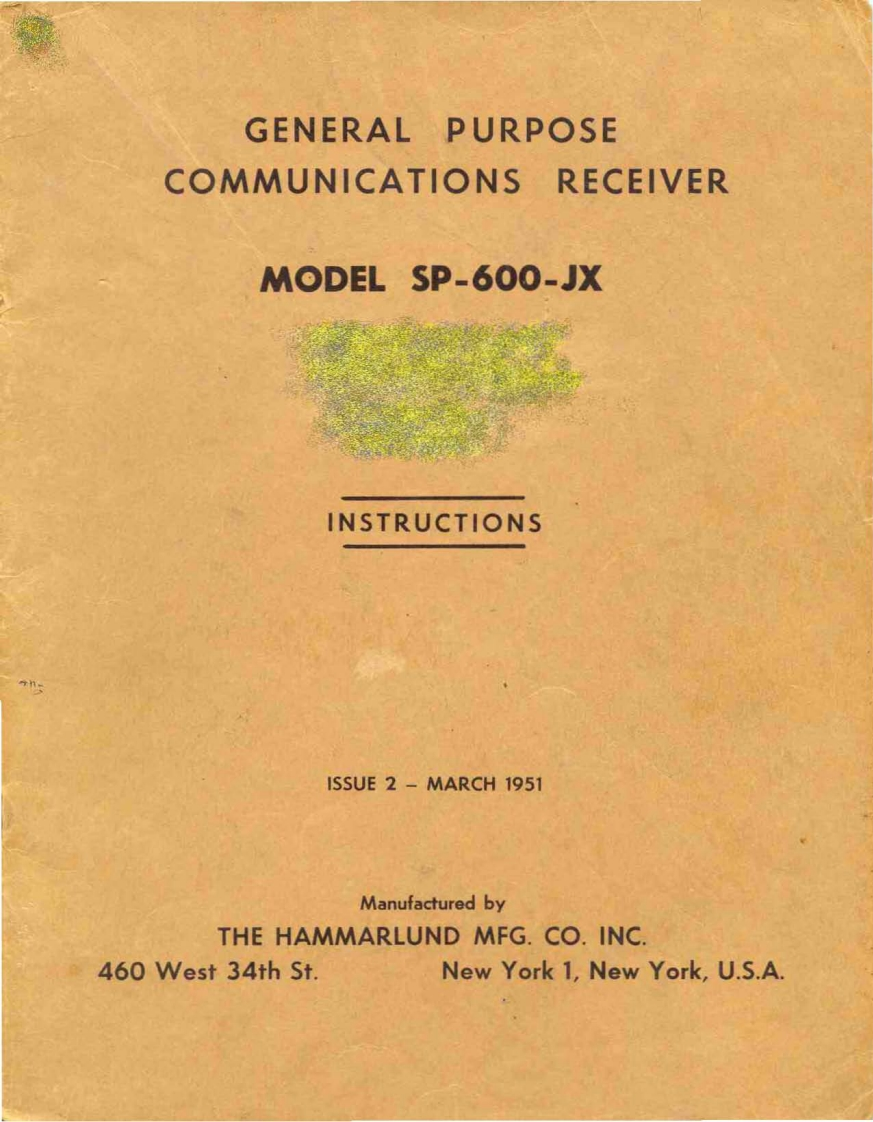 GENERAL PURPOSE
COMMUNICATIONS RECEIVER
MODEL SP-600-JX
INSTRUCTIONS
ISSUE 2 – MARCH 1951
Manufactured by
THE HAMMARLUND MFG. CO. INC.
460 West 34th St. New York 1, New York, U.S.A.